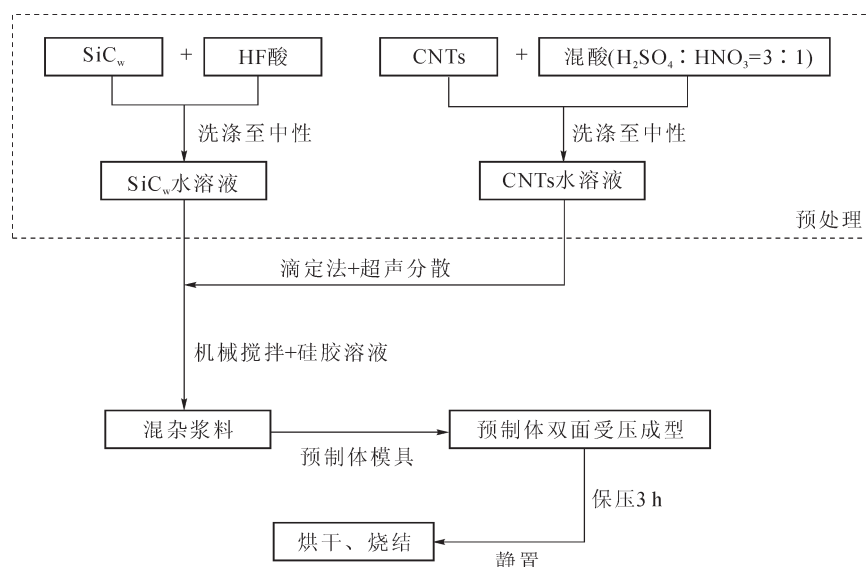 SiCw + HF酸
CNTs + 混酸(H₂SO₄∶HNO₃=3∶1)
洗涤至中性
洗涤至中性
SiCw水溶液
CNTs水溶液
预处理
滴定法+超声分散
机械搅拌+硅胶溶液
混杂浆料
预制体模具
预制体双面受压成型
保压3 h
烘干、烧结
静置